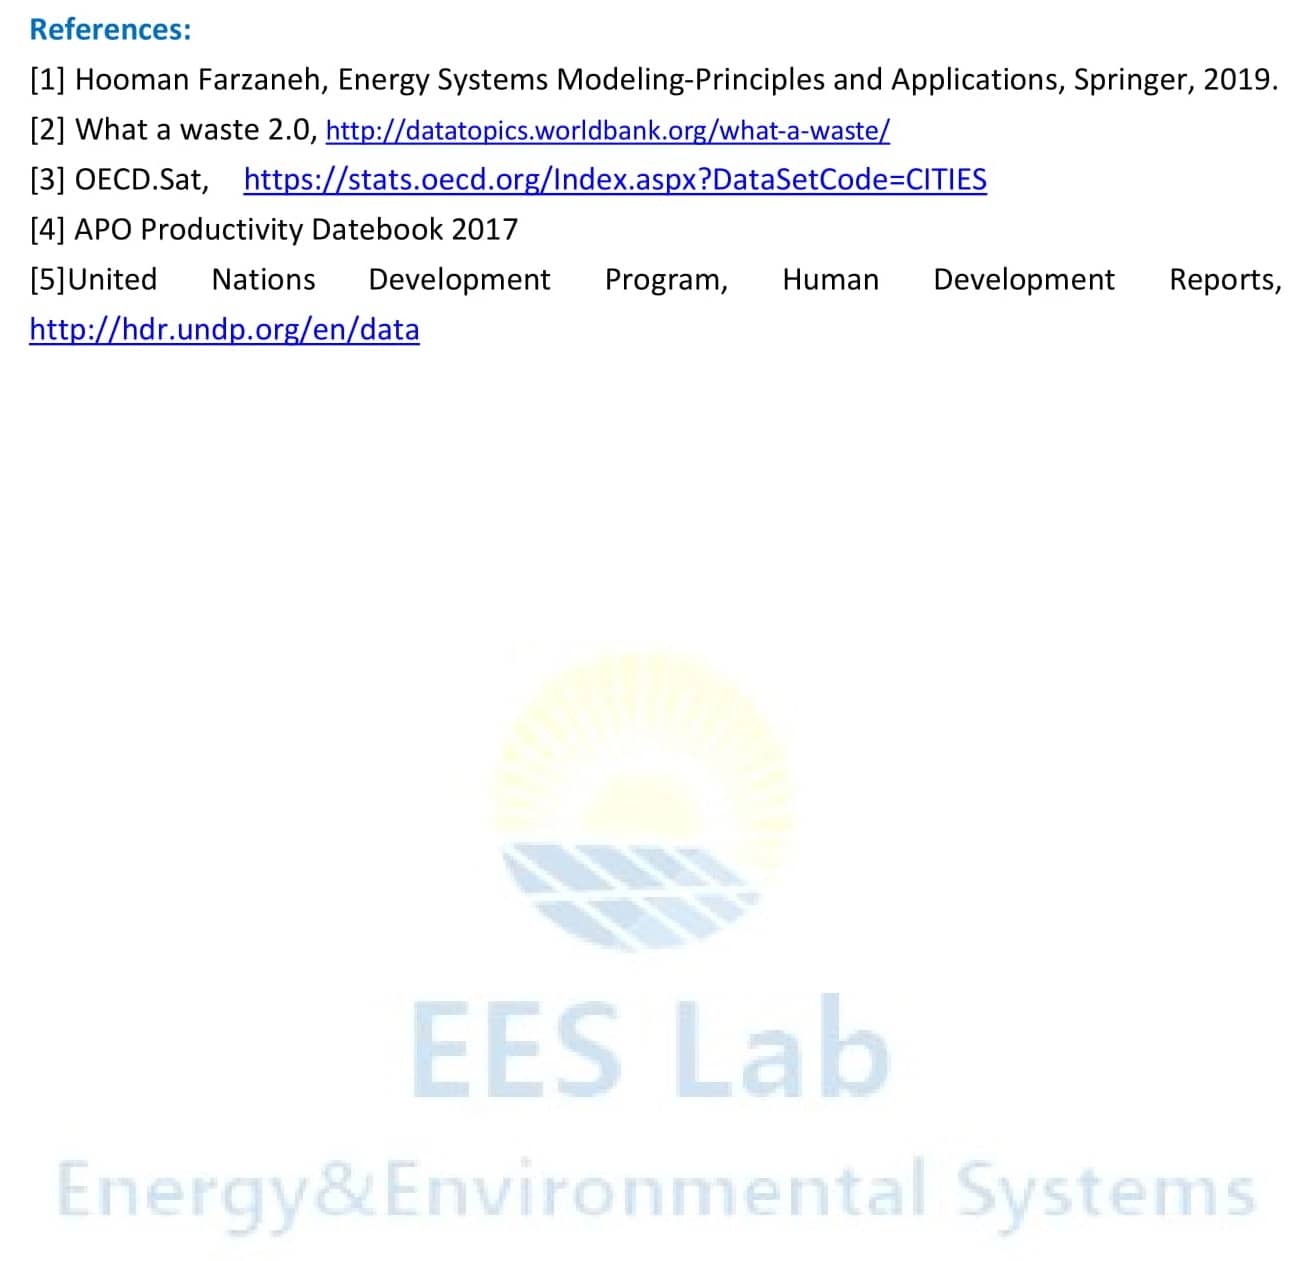 References:
[1] Hooman Farzaneh, Energy Systems Modeling-Principles and Applications, Springer, 2019.
[2] What a waste 2.0, http://datatopics.worldbank.org/what-a-waste/
[3] OECD.Sat, https://stats.oecd.org/Index.aspx?DataSetCode=CITIES
[4] APO Productivity Datebook 2017
[5]United Nations Development Program, Human Development Reports,
http://hdr.undp.org/en/data
EES Lab
Energy&Environmental Systems